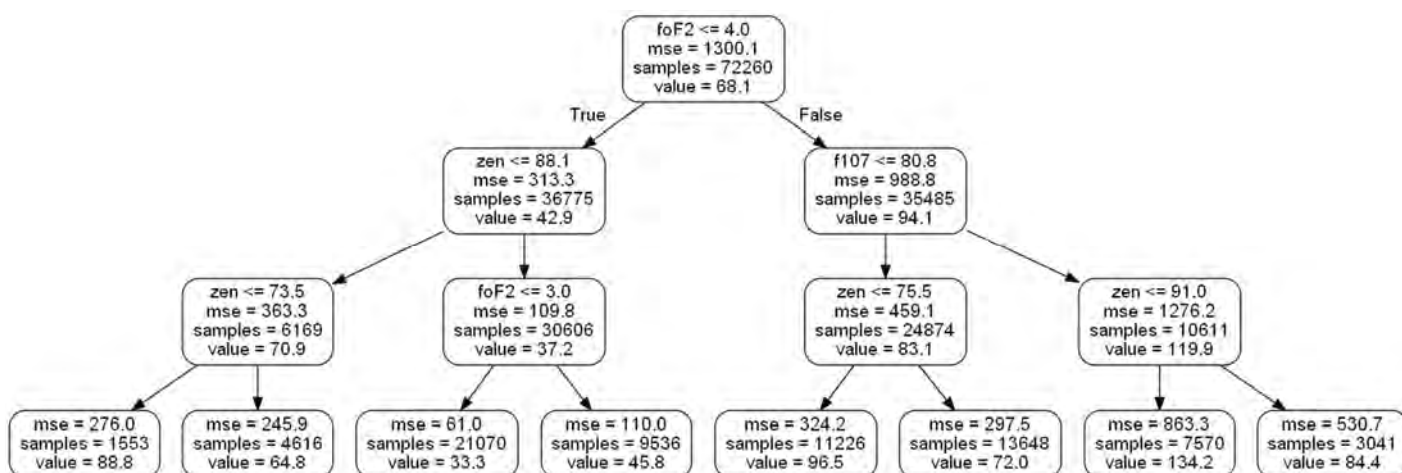 foF2 <= 4.0
mse = 1300.1
samples = 72260
value = 68.1
True
False
zen <= 88.1
mse = 313.3
samples = 36775
value = 42.9
f107 <= 80.8
mse = 988.8
samples = 35485
value = 94.1
zen <= 73.5
mse = 363.3
samples = 6169
value = 70.9
foF2 <= 3.0
mse = 109.8
samples = 30606
value = 37.2
zen <= 75.5
mse = 459.1
samples = 24874
value = 83.1
zen <= 91.0
mse = 1276.2
samples = 10611
value = 119.9
mse = 276.0
samples = 1553
value = 88.8
mse = 245.9
samples = 4616
value = 64.8
mse = 61.0
samples = 21070
value = 33.3
mse = 110.0
samples = 9536
value = 45.8
mse = 324.2
samples = 11226
value = 96.5
mse = 297.5
samples = 13648
value = 72.0
mse = 863.3
samples = 7570
value = 134.2
mse = 530.7
samples = 3041
value = 84.4